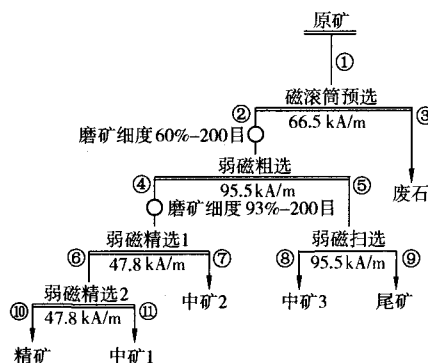 原矿
①
磁滚筒预选
②
③
66.5 kA/m
磨矿细度60%-200目
弱磁粗选
废石
④
⑤
95.5kA/m
磨矿细度93%-200目
弱磁精选1
弱磁扫选
⑥
⑦
⑧
⑨
47.8 kA/m
95.5kA/m
弱磁精选2
中矿2
中矿3
尾矿
⑩
⑪
47.8 kA/m
精矿
中矿1